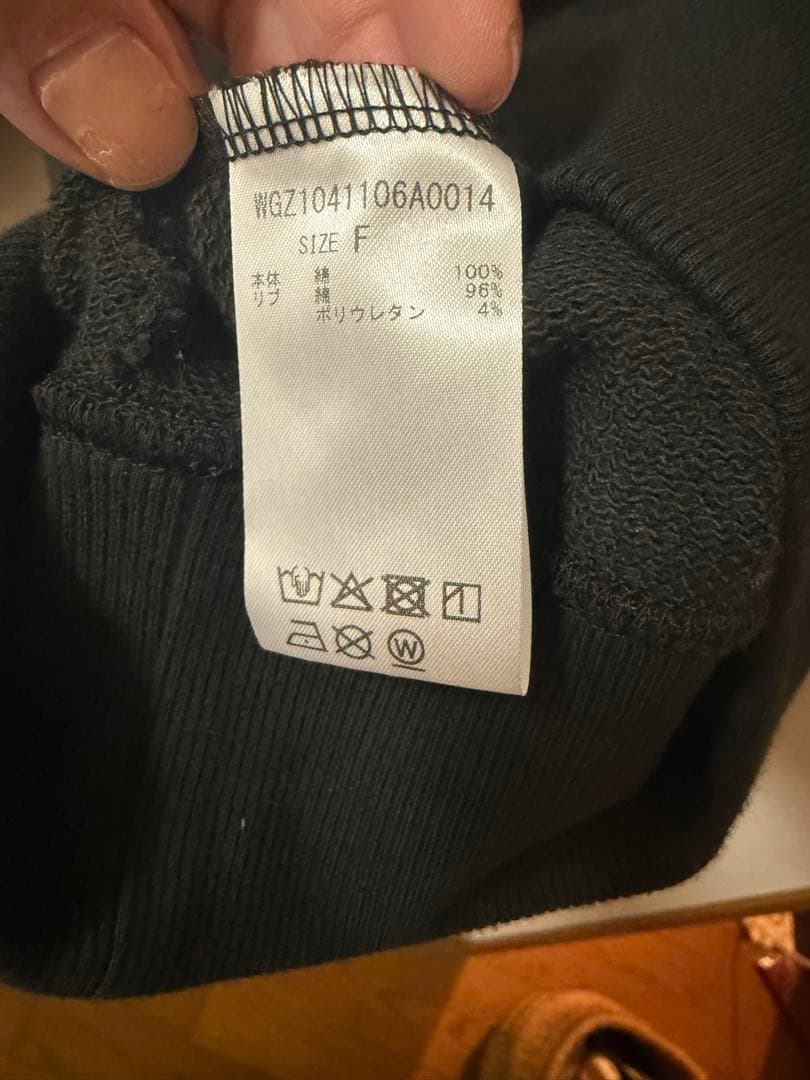 WGZ1041106A0014
SIZE F
本体 綿 100%
リブ 綿 96%
ポリウレタン 4%
W